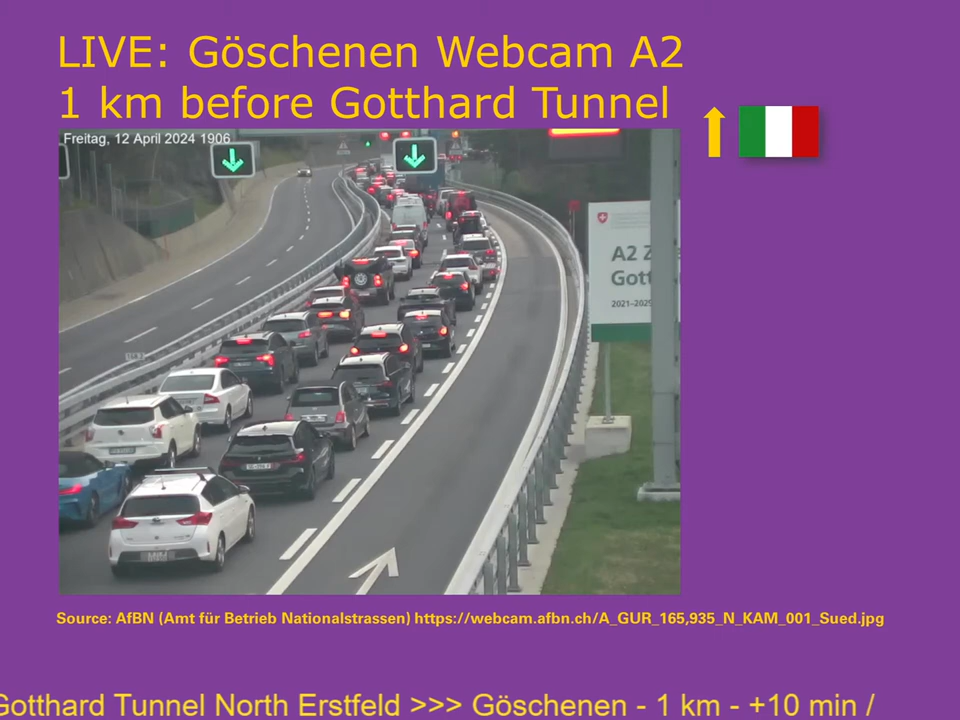 LIVE: Göschenen Webcam A2
1 km before Gotthard Tunnel
Freitag, 12 April 2024 1906
A2 Z
Gott
2021-2029
Source: AfBN (Amt für Betrieb Nationalstrassen) https://webcam.afbn.ch/A_GUR_165,935_N_KAM_001_Sued.jpg
Gotthard Tunnel North Erstfeld >>> Göschenen - 1 km - +10 min /